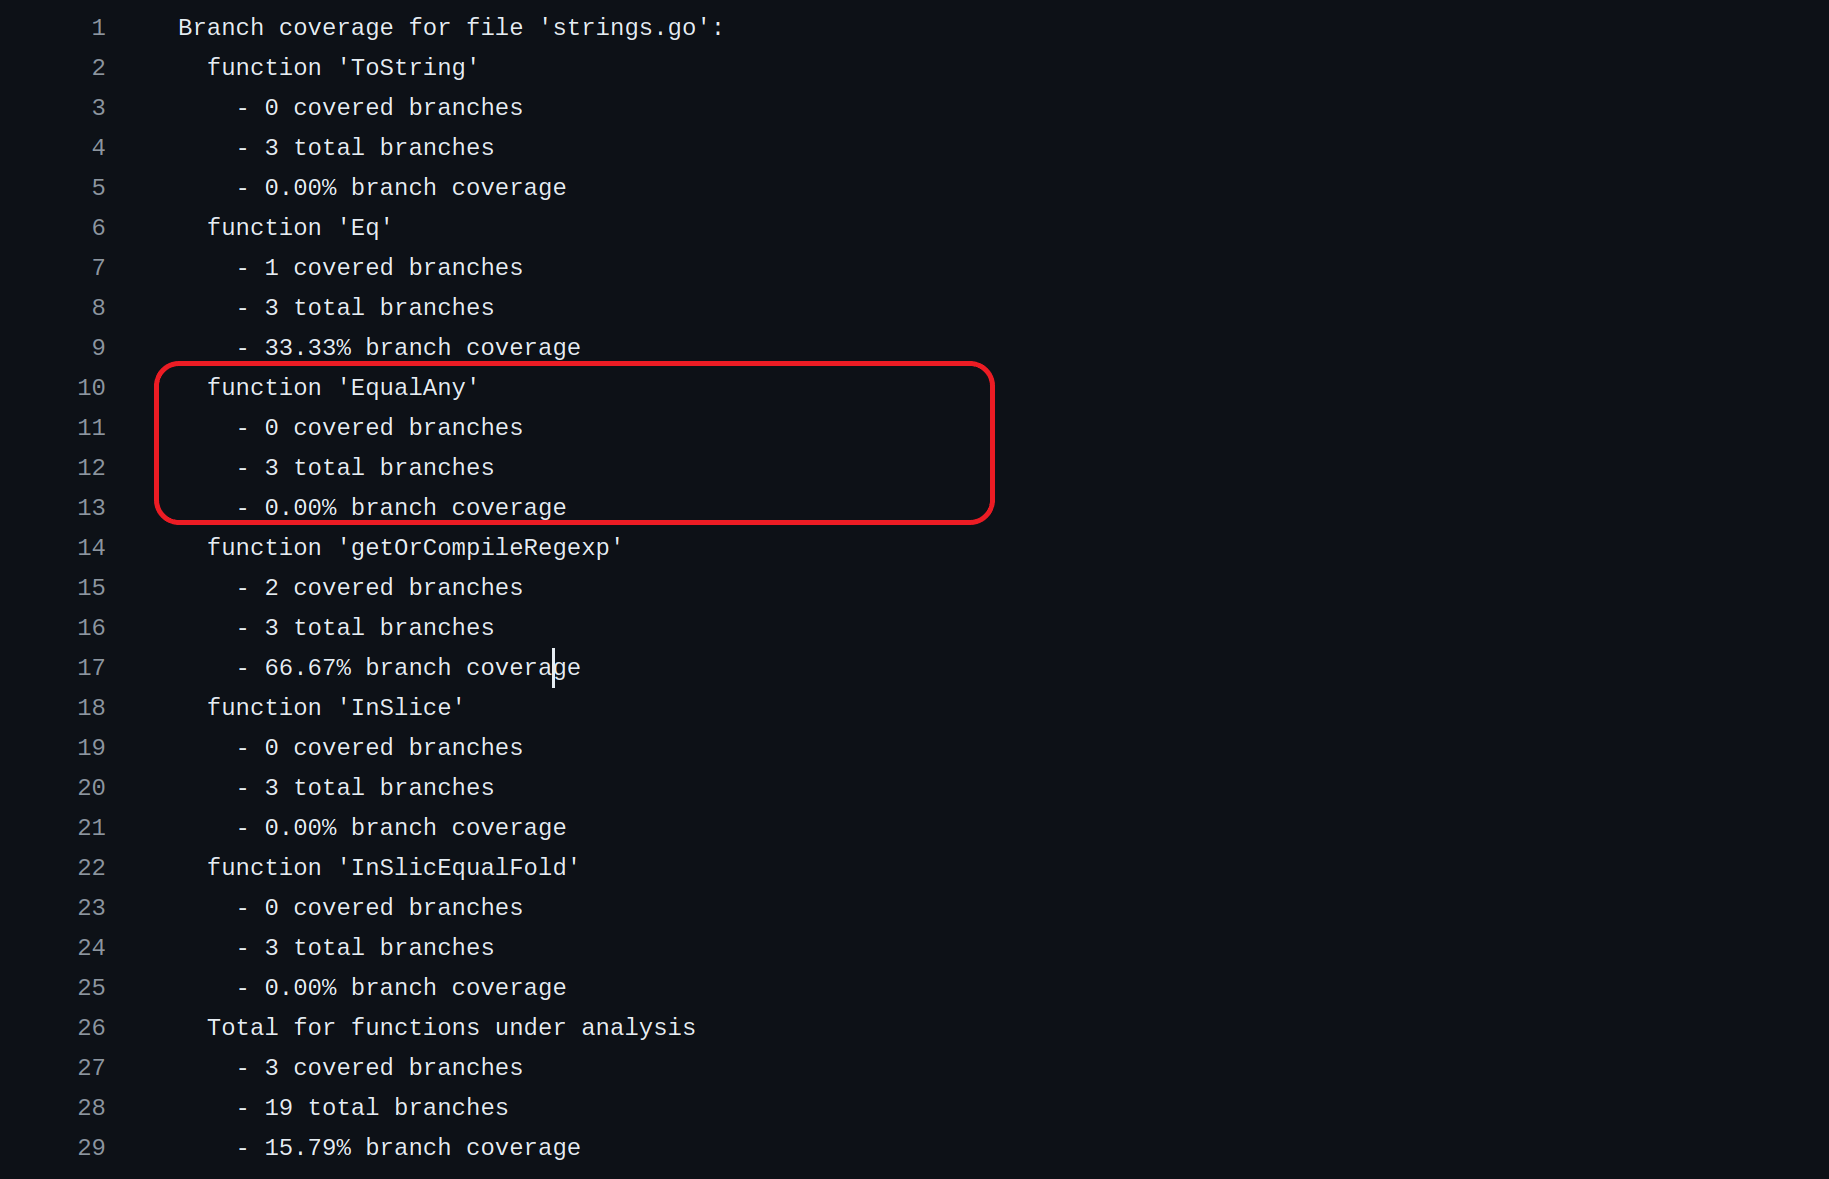 1 Branch coverage for file 'strings.go':
2 function 'ToString'
3 - 0 covered branches
4 - 3 total branches
5 - 0.00% branch coverage
6 function 'Eq'
7 - 1 covered branches
8 - 3 total branches
9 - 33.33% branch coverage
10 function 'EqualAny'
11 - 0 covered branches
12 - 3 total branches
13 - 0.00% branch coverage
14 function 'getOrCompileRegexp'
15 - 2 covered branches
16 - 3 total branches
17 - 66.67% branch coverage
18 function 'InSlice'
19 - 0 covered branches
20 - 3 total branches
21 - 0.00% branch coverage
22 function 'InSlicEqualFold'
23 - 0 covered branches
24 - 3 total branches
25 - 0.00% branch coverage
26 Total for functions under analysis
27 - 3 covered branches
28 - 19 total branches
29 - 15.79% branch coverage